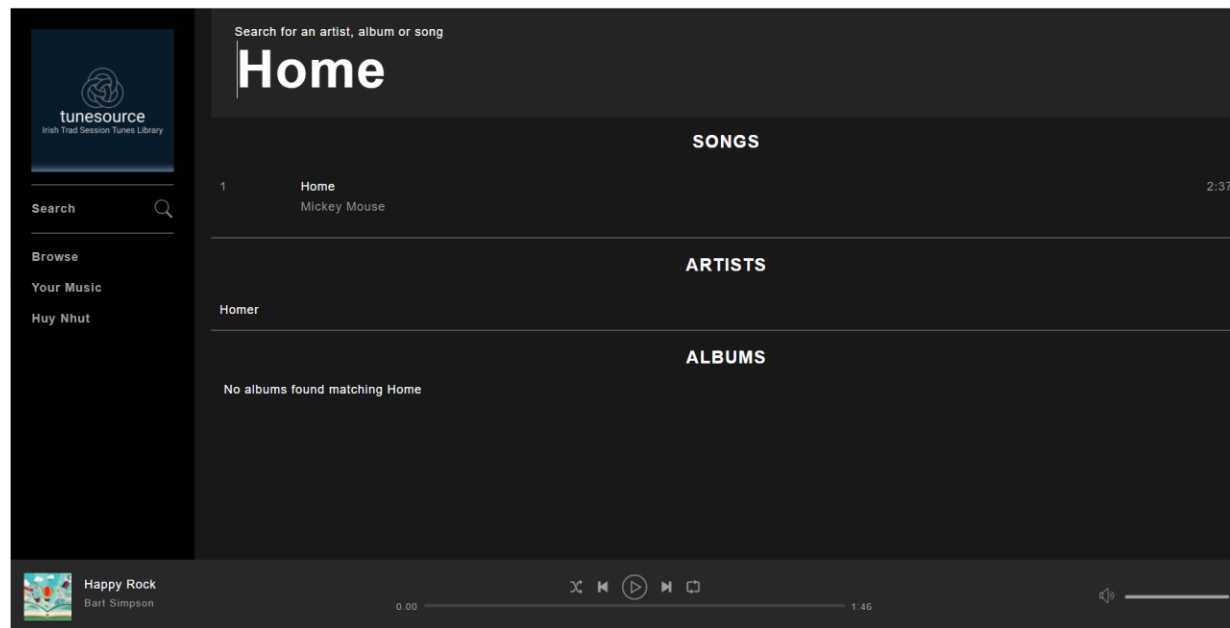 tunesource
Irish Trad Session Tunes Library
Search
Browse
Your Music
Huy Nhut
Search for an artist, album or song
Home
SONGS
1 Home 2:37
Mickey Mouse
ARTISTS
Homer
ALBUMS
No albums found matching Home
Happy Rock
Bart Simpson
0.00 1:46